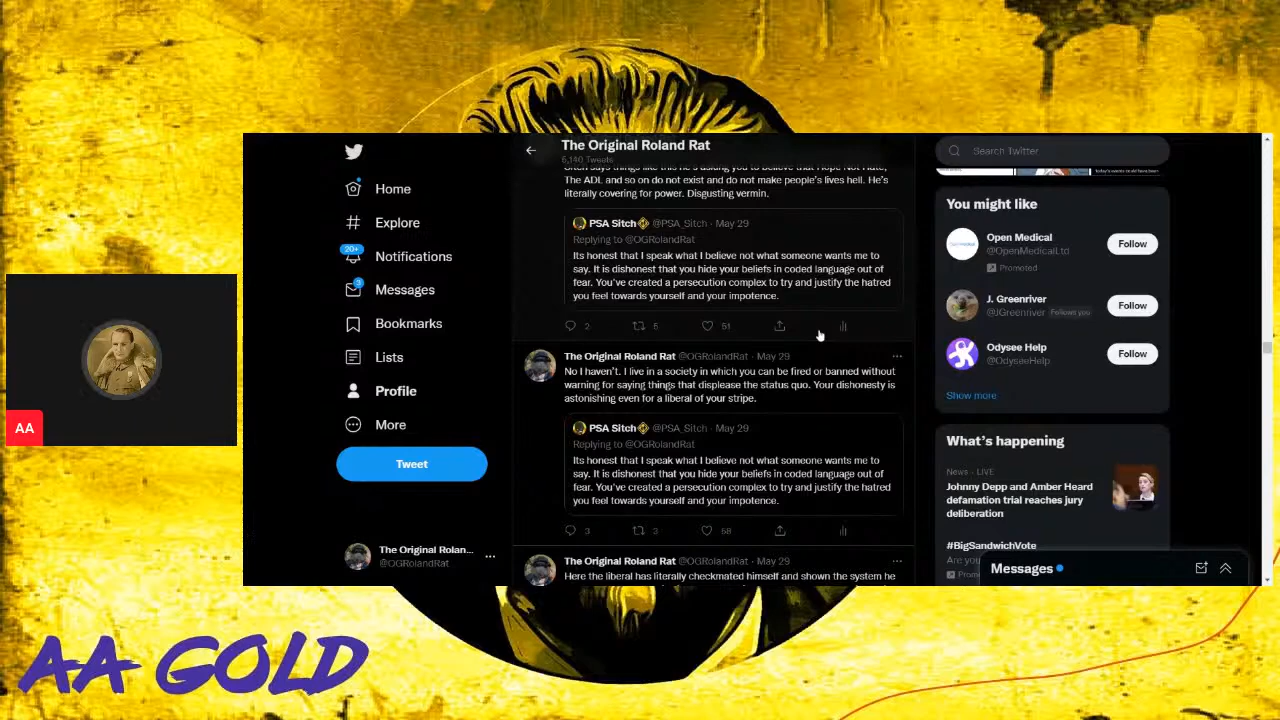 Home
Explore
20+
Notifications
3
Messages
Bookmarks
Lists
Profile
More
Tweet
The Original Rolan...
@OGRolandRat
AA
AA GOLD
The Original Roland Rat
6,140 Tweets
says things like this he's asking you to believe that Hope Not Hate,
The ADL and so on do not exist and do not make people's lives hell. He's
literally covering for power. Disgusting vermin.
PSA Sitch @PSA_Sitch · May 29
Replying to @OGRolandRat
Its honest that I speak what I believe not what someone wants me to
say. It is dishonest that you hide your beliefs in coded language out of
fear. You've created a persecution complex to try and justify the hatred
you feel towards yourself and your impotence.
2 5 51
The Original Roland Rat @OGRolandRat · May 29
No I haven't. I live in a society in which you can be fired or banned without
warning for saying things that displease the status quo. Your dishonesty is
astonishing even for a liberal of your stripe.
PSA Sitch @PSA_Sitch · May 29
Replying to @OGRolandRat
Its honest that I speak what I believe not what someone wants me to
say. It is dishonest that you hide your beliefs in coded language out of
fear. You've created a persecution complex to try and justify the hatred
you feel towards yourself and your impotence.
3 3 58
The Original Roland Rat @OGRolandRat · May 29
Here the liberal has literally checkmated himself and shown the system he
Search Twitter
You might like
Open Medical
@OpenMedicalLtd
Promoted
Follow
J. Greenriver
@JGreenriver Follows you
Follow
Odysee Help
@OdyseeHelp
Follow
Show more
What's happening
News · LIVE
Johnny Depp and Amber Heard
defamation trial reaches jury
deliberation
#BigSandwichVote
Are you
Promo
Messages